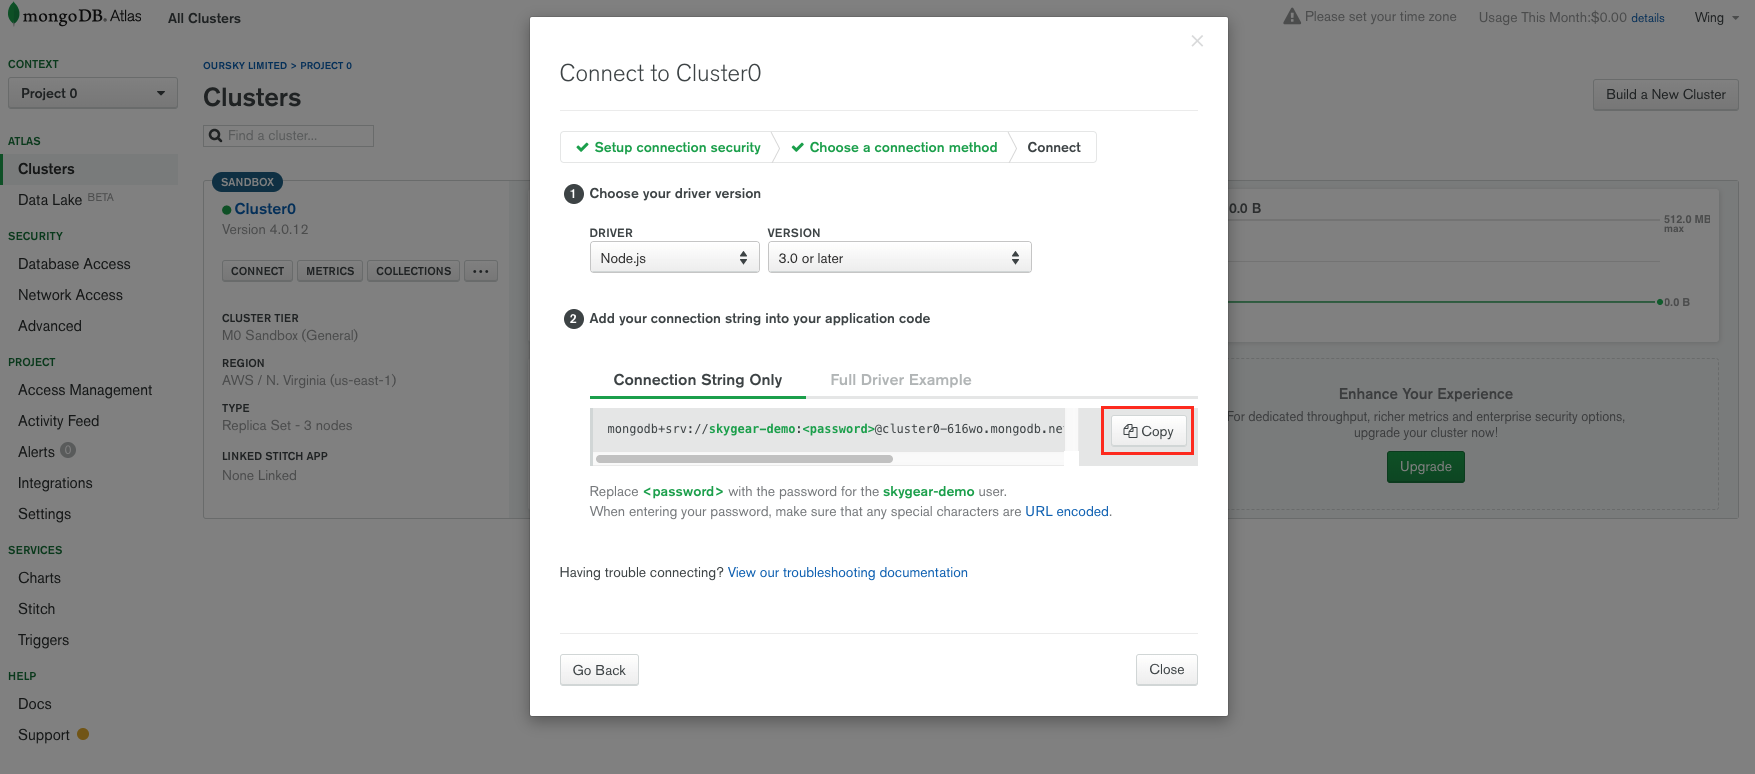 mongoDB. Atlas
All Clusters
Please set your time zone
Usage This Month:$0.00 details
Wing
CONTEXT
Project 0
ATLAS
Clusters
Data Lake BETA
SECURITY
Database Access
Network Access
Advanced
PROJECT
Access Management
Activity Feed
Alerts 0
Integrations
Settings
SERVICES
Charts
Stitch
Triggers
HELP
Docs
Support
OURSKY LIMITED > PROJECT 0
Clusters
Find a cluster...
Build a New Cluster
SANDBOX
Cluster0
Version 4.0.12
CONNECT METRICS COLLECTIONS ...
CLUSTER TIER
M0 Sandbox (General)
REGION
AWS / N. Virginia (us-east-1)
TYPE
Replica Set - 3 nodes
LINKED STITCH APP
None Linked
Connect to Cluster0
Setup connection security
Choose a connection method
Connect
1 Choose your driver version
DRIVER VERSION
Node.js 3.0 or later
2 Add your connection string into your application code
Connection String Only Full Driver Example
mongodb+srv://skygear-demo:<password>@cluster0-616wo.mongodb.ne
Copy
Replace <password> with the password for the skygear-demo user.
When entering your password, make sure that any special characters are URL encoded.
Having trouble connecting? View our troubleshooting documentation
Go Back
Close
0.0 B
512.0 MB
max
0.0 B
Enhance Your Experience
For dedicated throughput, richer metrics and enterprise security options,
upgrade your cluster now!
Upgrade